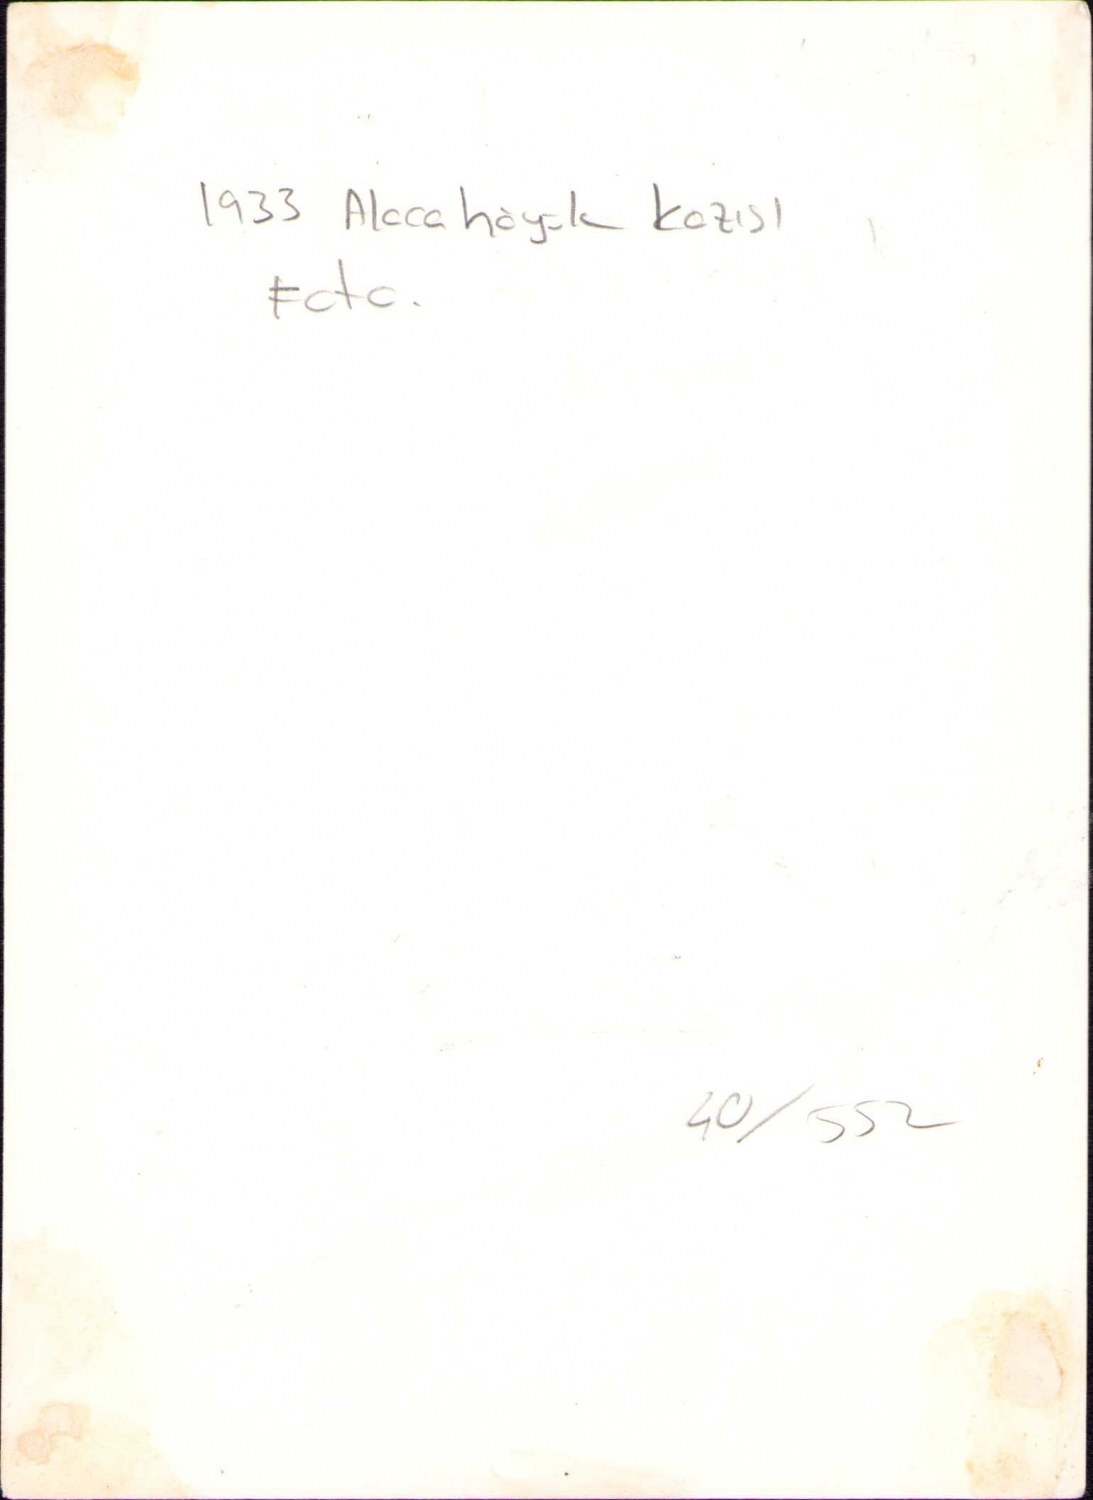 1933 Alacahöyük kazısı
Foto.
40/552